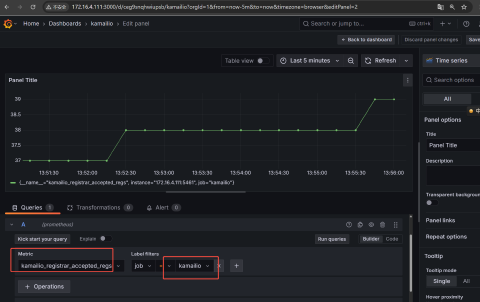 不安全 172.16.4.111:3000/d/ceg9nqlwiupsb/kamailio?orgId=1&from=now-5m&to=now&timezone=browser&editPanel=2
Home > Dashboards > kamailio > Edit panel
Search or jump to... ctrl+k
Back to dashboard Discard panel changes Save
Table view Last 5 minutes Refresh Time series
Search options
Panel Title
All
39
38.5
38
37.5
37
13:51:30 13:52:00 13:52:30 13:53:00 13:53:30 13:54:00 13:54:30 13:55:00 13:55:30 13:56:00
{__name__="kamailio_registrar_accepted_regs", instance="172.16.4.111:5461", job="kamailio"}
Panel options
Title
Panel Title
Description
Transparent background
Panel links
Repeat options
Tooltip
Tooltip mode
Single All
Hover proximity
Queries 1 Transformations 0 Alert 0
A (prometheus)
Kick start your query Explain Run queries Builder Code
Metric Label filters
kamailio_registrar_accepted_regs job = kamailio x +
+ Operations